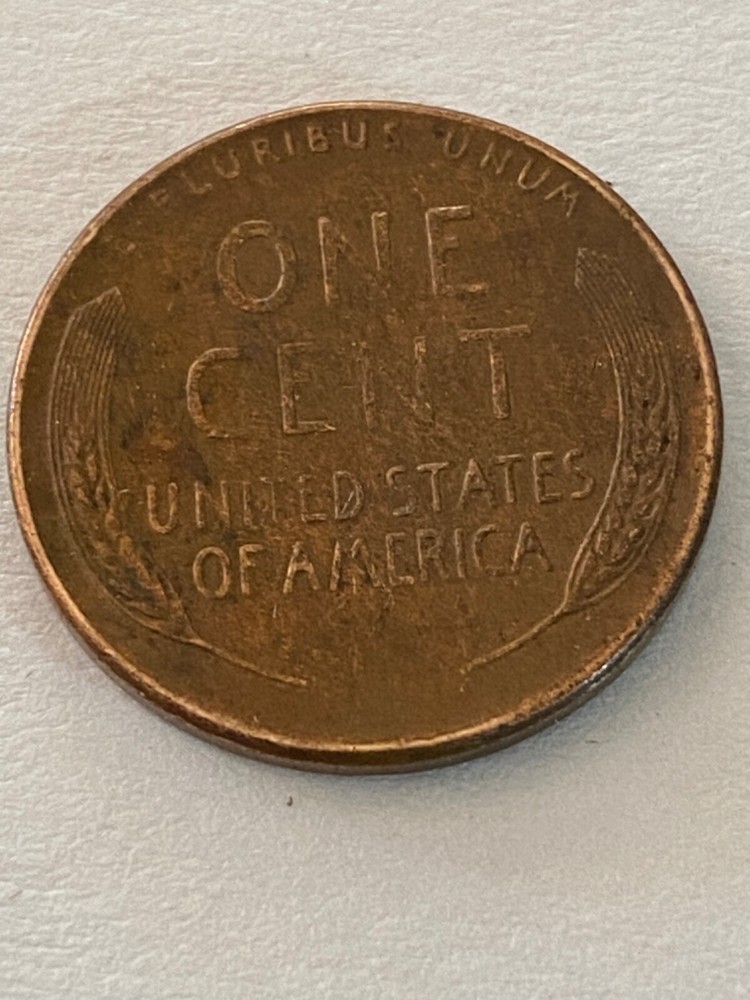 PLURIBUS UNUM
ONE
CENT
UNITED STATES
OF AMERICA